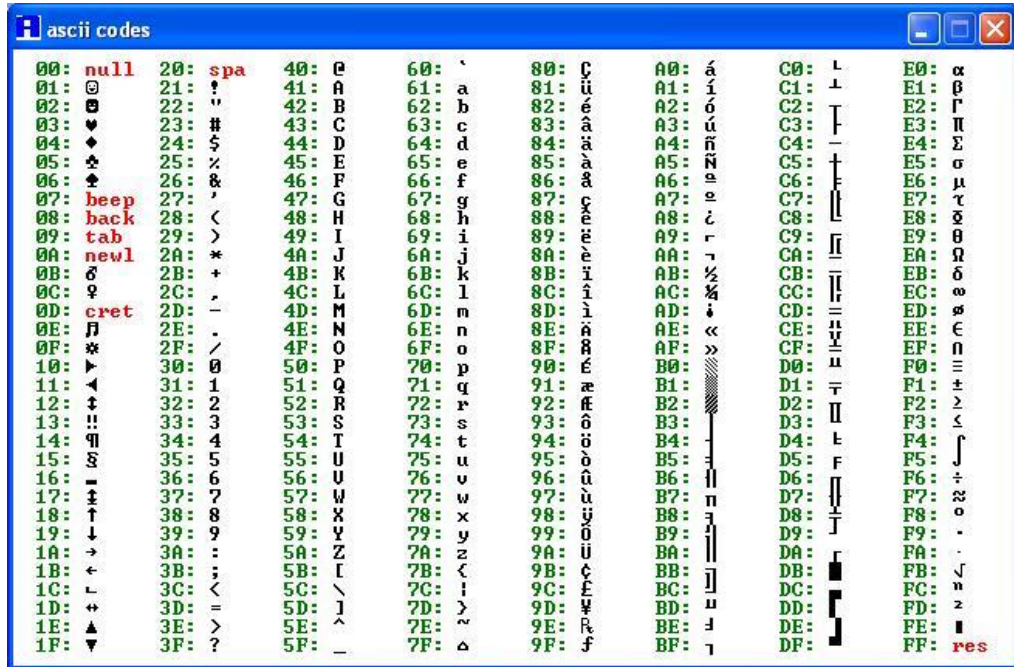 ascii codes
00: null 20: spa 40: @ 60: ` 80: Ç A0: á C0: └ E0: α
01: ☺ 21: ! 41: A 61: a 81: ü A1: í C1: ┴ E1: β
02: ☻ 22: " 42: B 62: b 82: é A2: ó C2: ┬ E2: Γ
03: ♥ 23: # 43: C 63: c 83: â A3: ú C3: ├ E3: π
04: ♦ 24: $ 44: D 64: d 84: ä A4: ñ C4: ─ E4: Σ
05: ♣ 25: % 45: E 65: e 85: à A5: Ñ C5: ┼ E5: σ
06: ♠ 26: & 46: F 66: f 86: å A6: ª C6: ╞ E6: µ
07: beep 27: ' 47: G 67: g 87: ç A7: º C7: ╟ E7: τ
08: back 28: ( 48: H 68: h 88: ê A8: ¿ C8: ╚ E8: Φ
09: tab 29: ) 49: I 69: i 89: ë A9: ⌐ C9: ╔ E9: θ
0A: newl 2A: * 4A: J 6A: j 8A: è AA: ¬ CA: ╩ EA: Ω
0B: ♂ 2B: + 4B: K 6B: k 8B: ï AB: ½ CB: ╦ EB: δ
0C: ♀ 2C: , 4C: L 6C: l 8C: î AC: ¼ CC: ╠ EC: ∞
0D: cret 2D: - 4D: M 6D: m 8D: ì AD: ¡ CD: ═ ED: ø
0E: ♫ 2E: . 4E: N 6E: n 8E: Ä AE: « CE: ╬ EE: ∈
0F: ☼ 2F: / 4F: O 6F: o 8F: Å AF: » CF: ╧ EF: ∩
10: ► 30: 0 50: P 70: p 90: É B0: ░ D0: ╨ F0: ≡
11: ◄ 31: 1 51: Q 71: q 91: æ B1: ▒ D1: ╤ F1: ±
12: ↕ 32: 2 52: R 72: r 92: Æ B2: ▓ D2: ╥ F2: ≥
13: ‼ 33: 3 53: S 73: s 93: ô B3: │ D3: ╙ F3: ≤
14: ¶ 34: 4 54: T 74: t 94: ö B4: ┤ D4: ╘ F4: ⌠
15: § 35: 5 55: U 75: u 95: ò B5: ╡ D5: ╒ F5: ⌡
16: ▬ 36: 6 56: V 76: v 96: û B6: ╢ D6: ╓ F6: ÷
17: ↨ 37: 7 57: W 77: w 97: ù B7: ╖ D7: ╫ F7: ≈
18: ↑ 38: 8 58: X 78: x 98: ÿ B8: ╕ D8: ╪ F8: °
19: ↓ 39: 9 59: Y 79: y 99: Ö B9: ╣ D9: ┘ F9: ∙
1A: → 3A: : 5A: Z 7A: z 9A: Ü BA: ║ DA: ┌ FA: ·
1B: ← 3B: ; 5B: [ 7B: { 9B: ¢ BB: ╗ DB: █ FB: √
1C: ∟ 3C: < 5C: \ 7C: ¦ 9C: £ BC: ╝ DC: ▄ FC: ⁿ
1D: ↔ 3D: = 5D: ] 7D: } 9D: ¥ BD: ╜ DD: ▌ FD: ²
1E: ▲ 3E: > 5E: ^ 7E: ~ 9E: ₧ BE: ╛ DE: ▐ FE: ■
1F: ▼ 3F: ? 5F: _ 7F: ⌂ 9F: ƒ BF: ┐ DF: ▀ FF: res